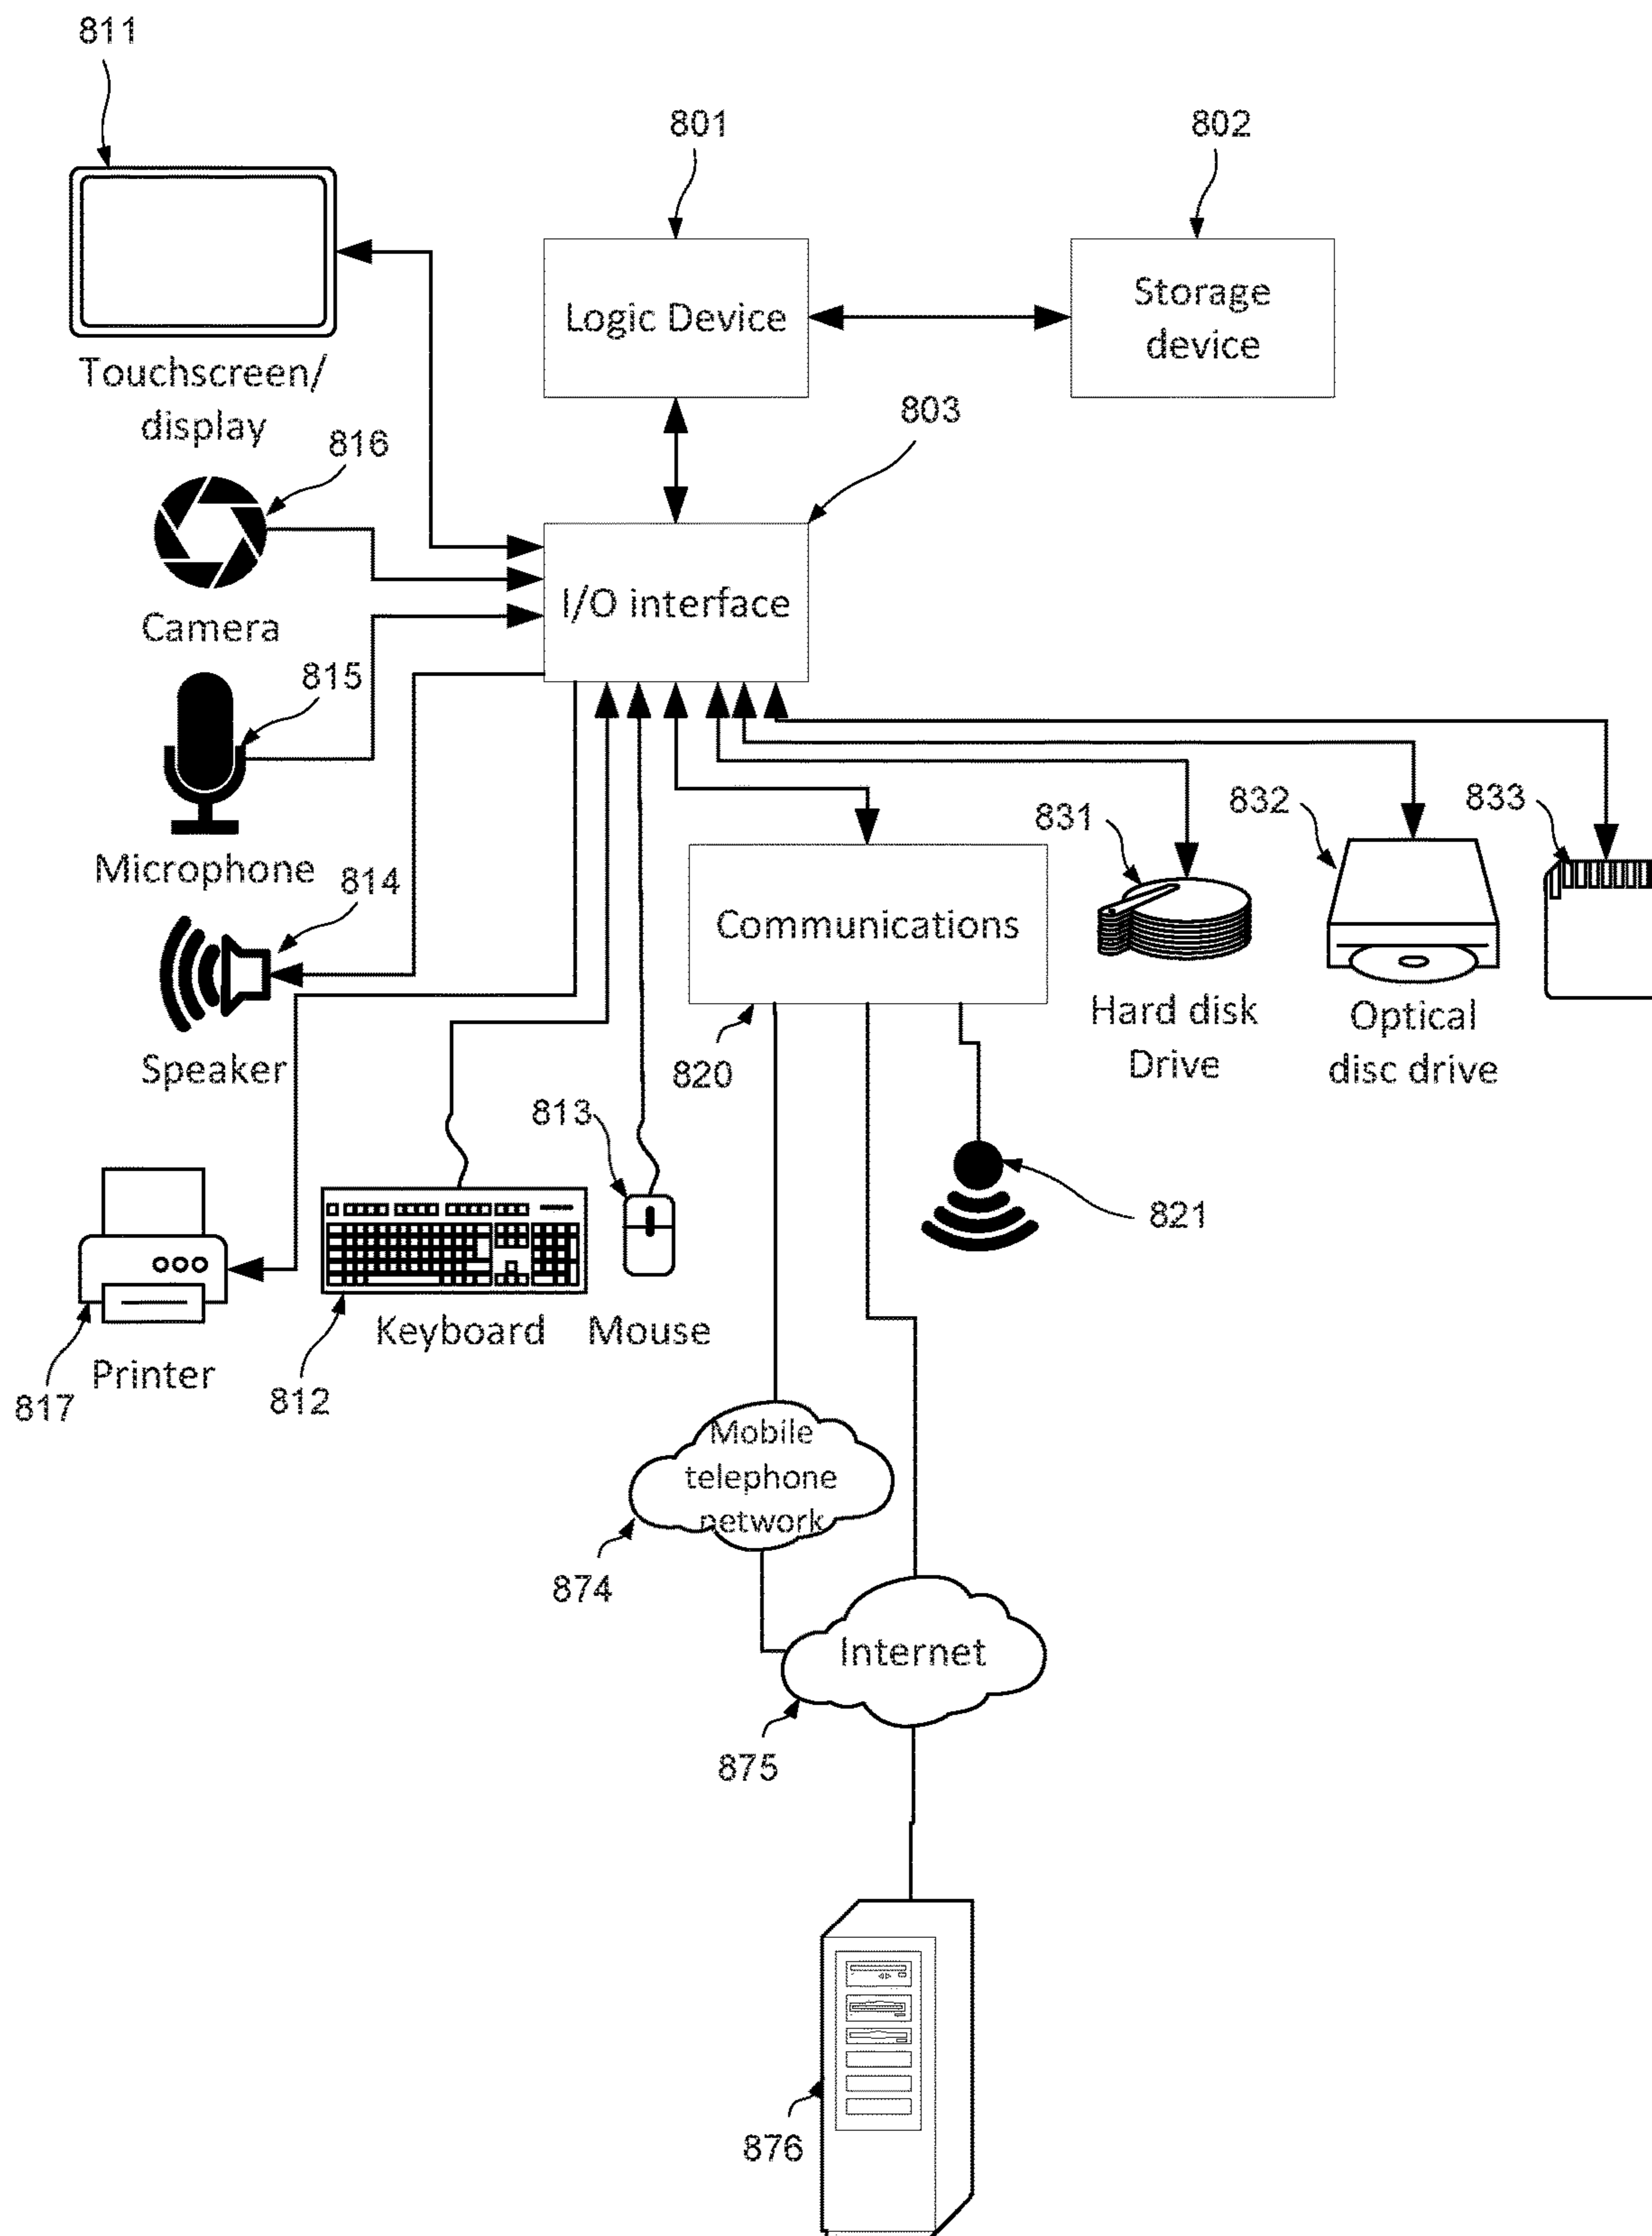 811
801
802
Logic Device
Storage
device
Touchscreen/
display
803
816
I/O interface
Camera
815
Microphone
814
831
832
833
Communications
Hard disk
Drive
Optical
disc drive
Speaker
820
813
821
Keyboard
Mouse
Printer
817
812
Mobile
telephone
network
874
Internet
875
876